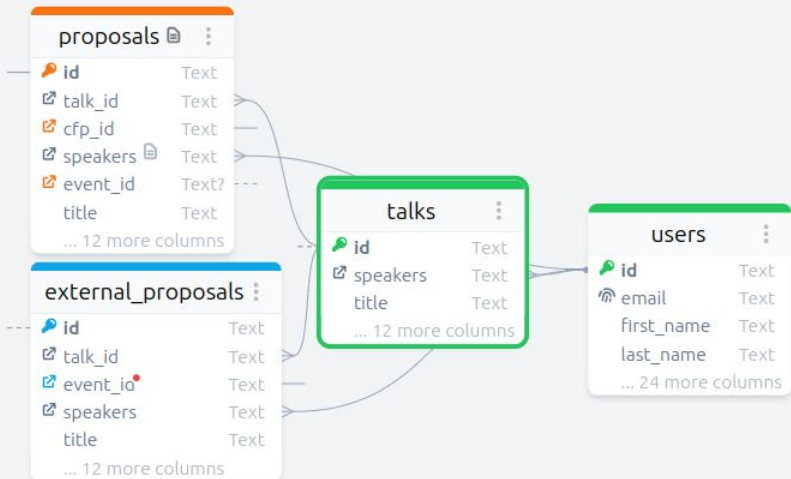 proposals
id Text
talk_id Text
cfp_id Text
speakers Text
event_id Text?
title Text
... 12 more columns
external_proposals
id Text
talk_id Text
event_id Text
speakers Text
title Text
... 12 more columns
talks
id Text
speakers Text
title Text
... 12 more columns
users
id Text
email Text
first_name Text
last_name Text
... 24 more columns